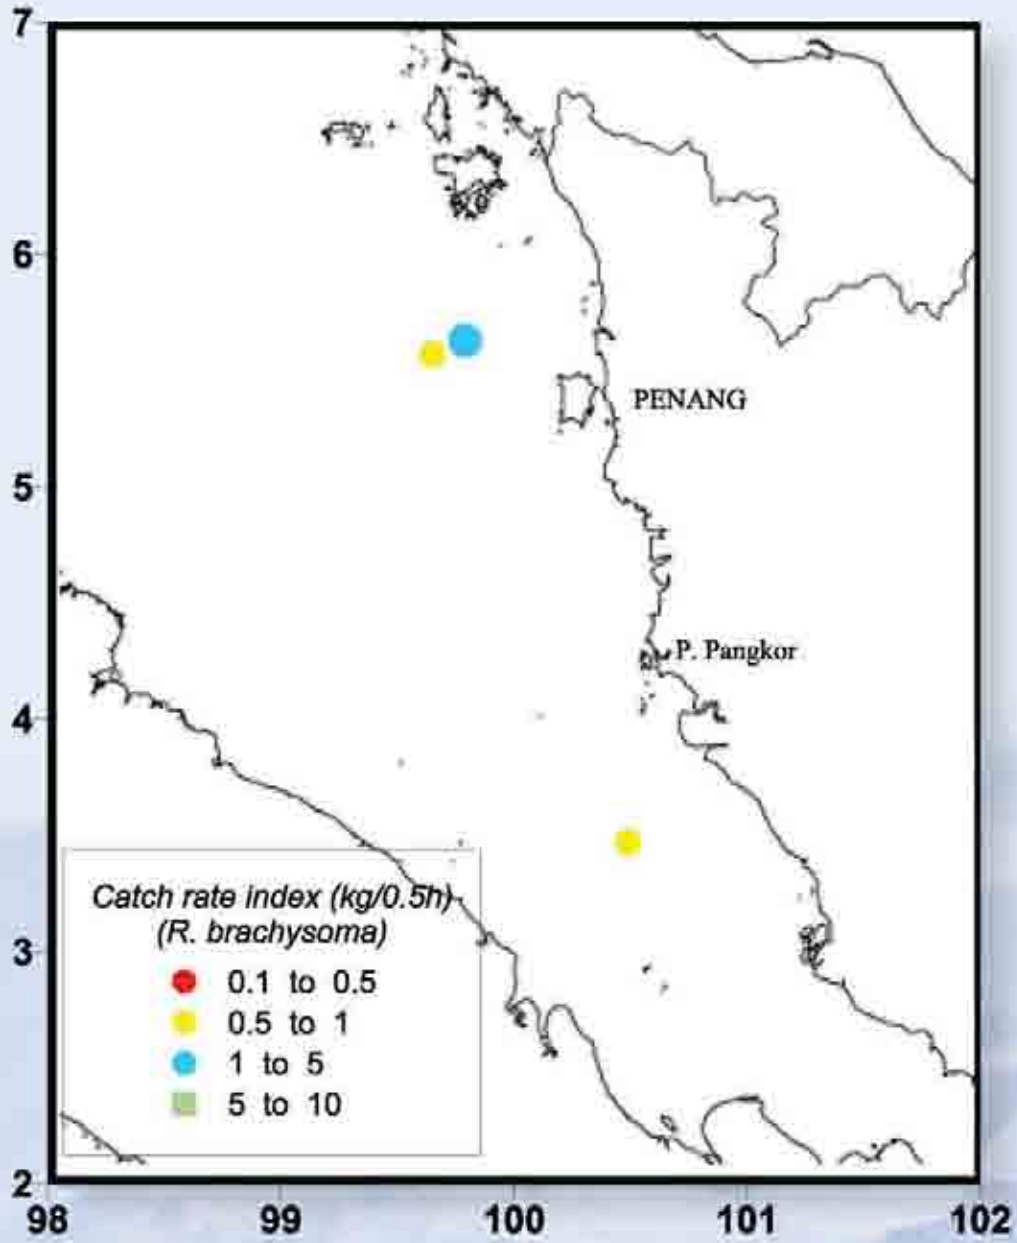 7
6
PENANG
5
P. Pangkor
4
Catch rate index (kg/0.5h)
(R. brachysoma)
3
0.1 to 0.5
0.5 to 1
1 to 5
5 to 10
2
98 99 100 101 102